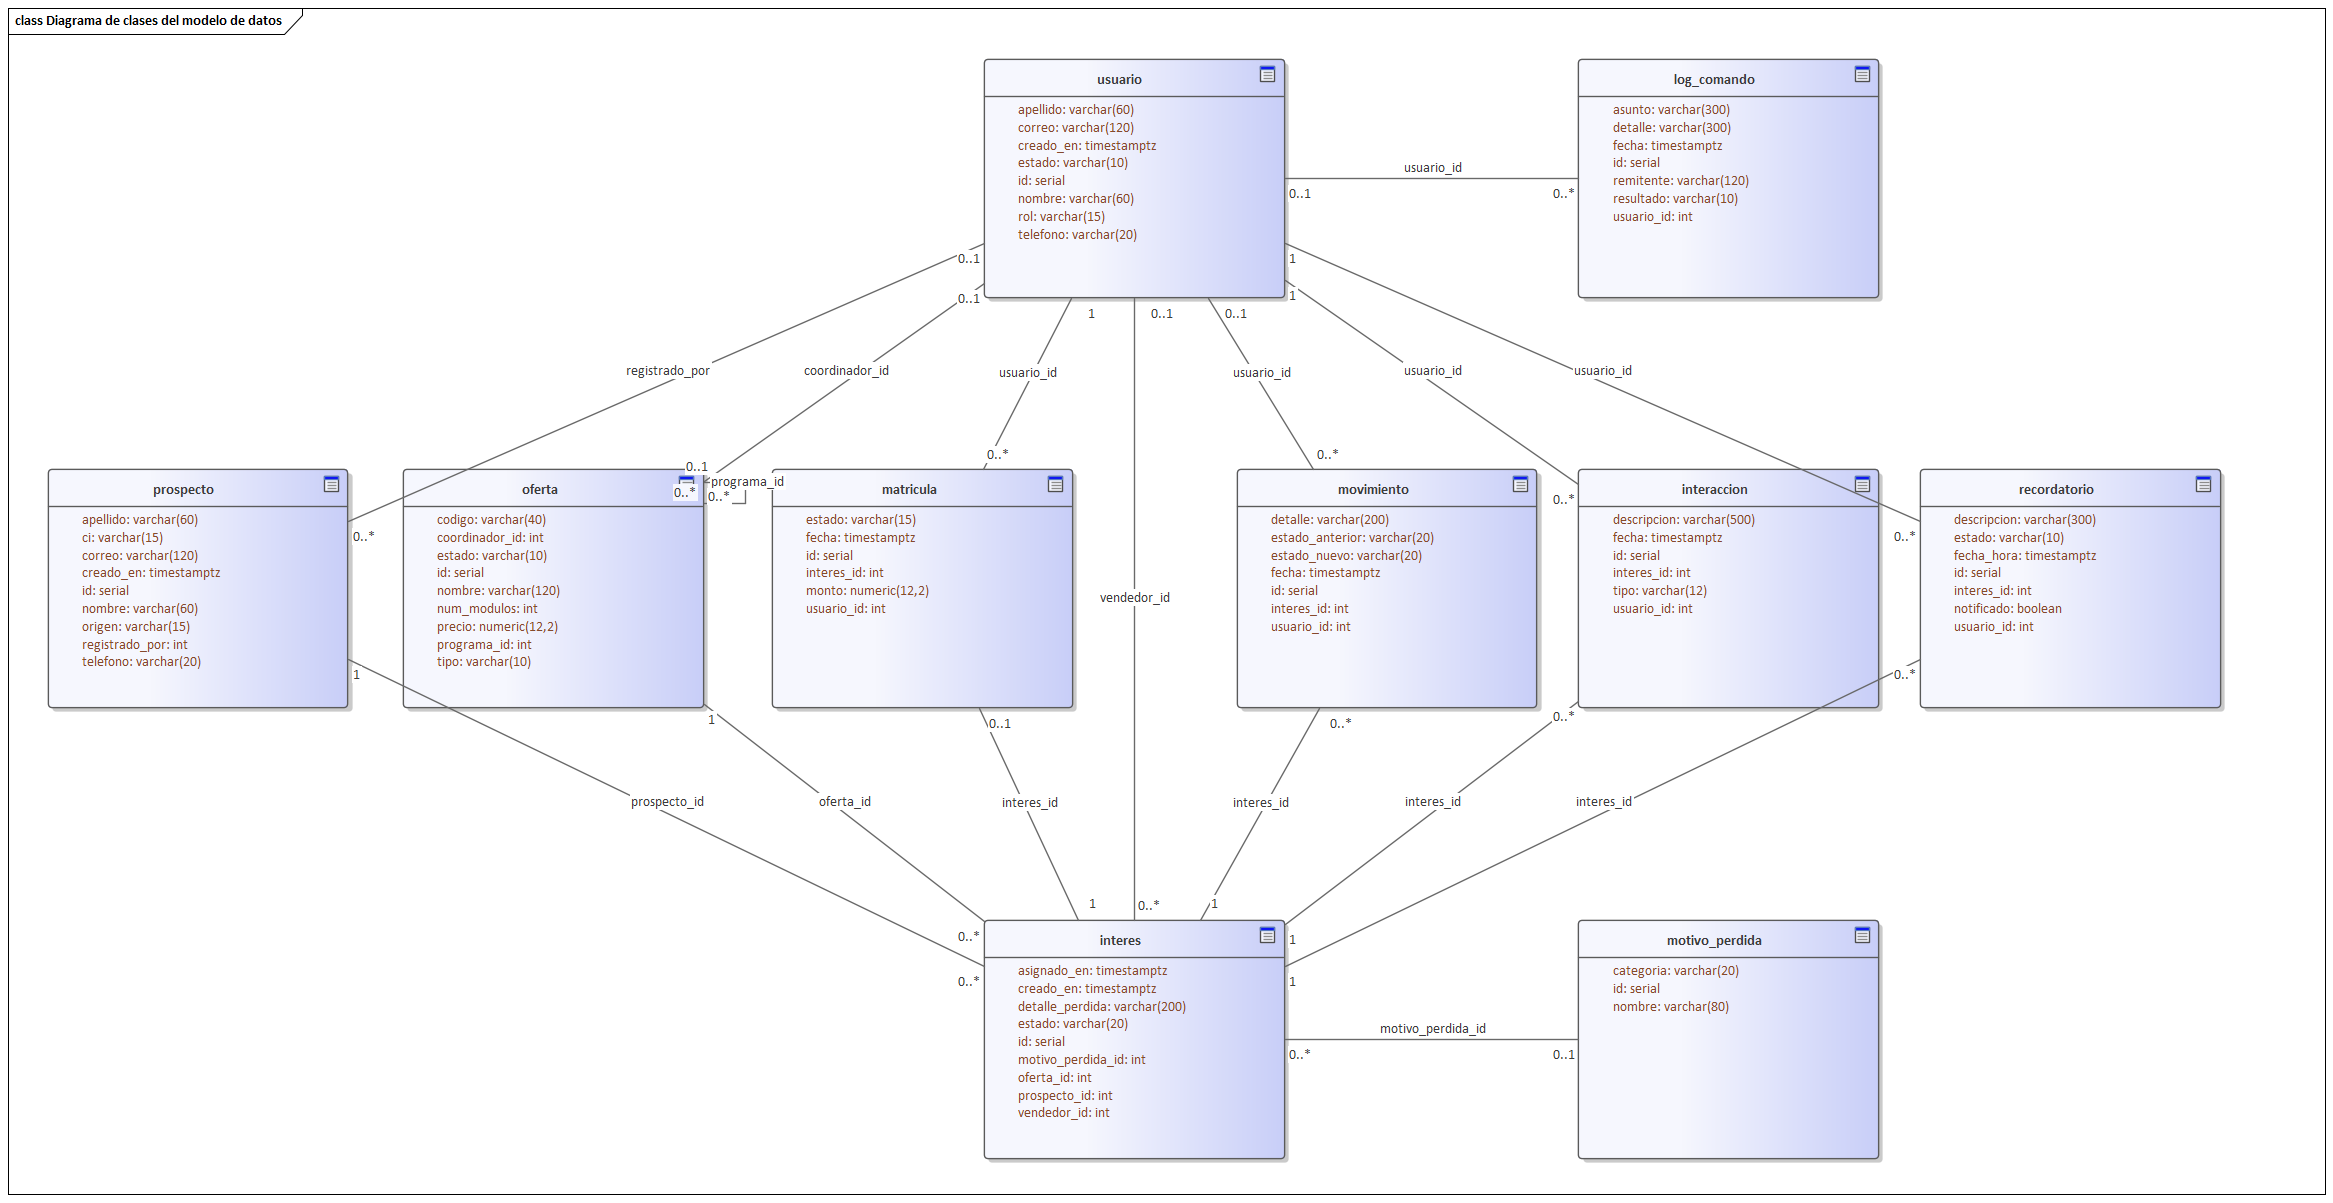 class Diagrama de clases del modelo de datos
usuario
apellido: varchar(60)
correo: varchar(120)
creado_en: timestamptz
estado: varchar(10)
id: serial
nombre: varchar(60)
rol: varchar(15)
telefono: varchar(20)
log_comando
asunto: varchar(300)
detalle: varchar(300)
fecha: timestamptz
id: serial
remitente: varchar(120)
resultado: varchar(10)
usuario_id: int
usuario_id
0..1
0..*
0..1
0..1
1
0..1
0..1
1
1
registrado_por
coordinador_id
usuario_id
usuario_id
usuario_id
usuario_id
0..*
0..1
0..*
0..*
programa_id
0..*
0..*
0..*
0..*
prospecto
apellido: varchar(60)
ci: varchar(15)
correo: varchar(120)
creado_en: timestamptz
id: serial
nombre: varchar(60)
origen: varchar(15)
registrado_por: int
telefono: varchar(20)
oferta
codigo: varchar(40)
coordinador_id: int
estado: varchar(10)
id: serial
nombre: varchar(120)
num_modulos: int
precio: numeric(12,2)
programa_id: int
tipo: varchar(10)
matricula
estado: varchar(15)
fecha: timestamptz
id: serial
interes_id: int
monto: numeric(12,2)
usuario_id: int
vendedor_id
movimiento
detalle: varchar(200)
estado_anterior: varchar(20)
estado_nuevo: varchar(20)
fecha: timestamptz
id: serial
interes_id: int
usuario_id: int
interaccion
descripcion: varchar(500)
fecha: timestamptz
id: serial
interes_id: int
tipo: varchar(12)
usuario_id: int
recordatorio
descripcion: varchar(300)
estado: varchar(10)
fecha_hora: timestamptz
id: serial
interes_id: int
notificado: boolean
usuario_id: int
1
1
0..1
0..*
0..*
0..*
prospecto_id
oferta_id
interes_id
interes_id
interes_id
interes_id
0..*
0..*
1
0..*
1
1
1
interes
asignado_en: timestamptz
creado_en: timestamptz
detalle_perdida: varchar(200)
estado: varchar(20)
id: serial
motivo_perdida_id: int
oferta_id: int
prospecto_id: int
vendedor_id: int
motivo_perdida_id
0..*
0..1
motivo_perdida
categoria: varchar(20)
id: serial
nombre: varchar(80)